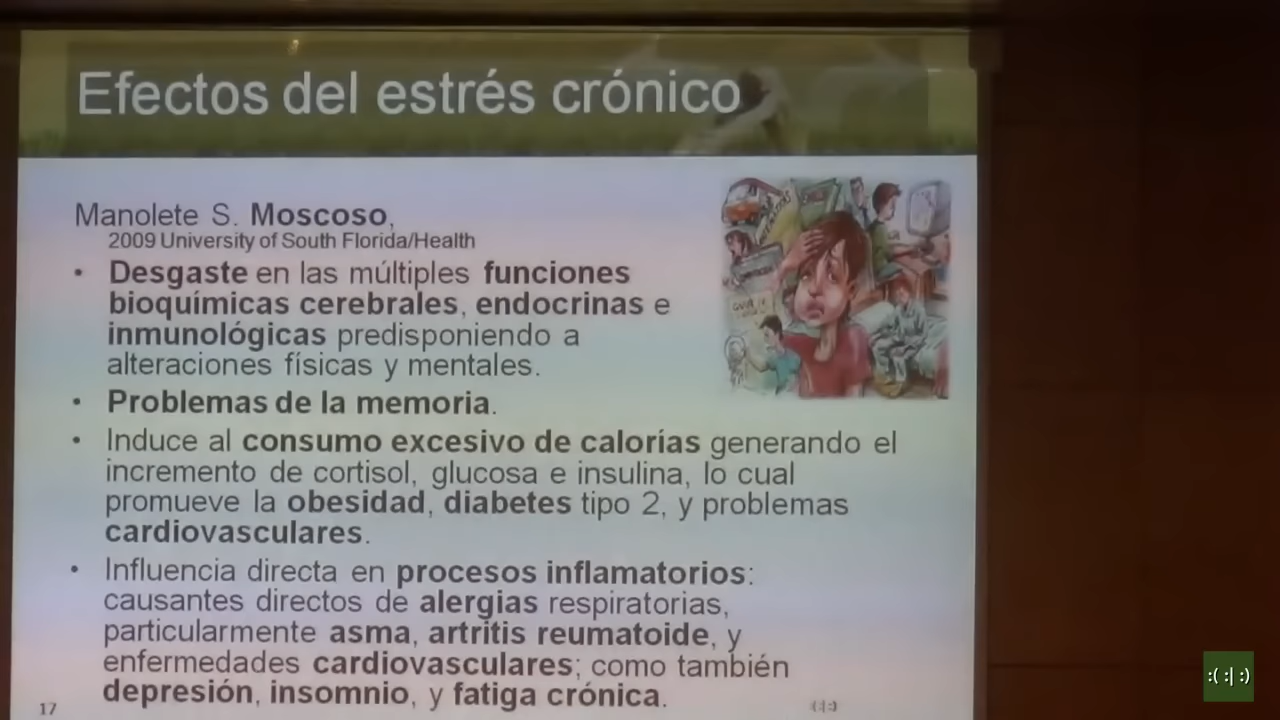 Efectos del estrés crónico
Manolete S. Moscoso,
2009 University of South Florida/Health
• Desgaste en las múltiples funciones
bioquímicas cerebrales, endocrinas e
inmunológicas predisponiendo a
alteraciones físicas y mentales.
• Problemas de la memoria.
• Induce al consumo excesivo de calorías generando el
incremento de cortisol, glucosa e insulina, lo cual
promueve la obesidad, diabetes tipo 2, y problemas
cardiovasculares.
• Influencia directa en procesos inflamatorios:
causantes directos de alergias respiratorias,
particularmente asma, artritis reumatoide, y
enfermedades cardiovasculares; como también
depresión, insomnio, y fatiga crónica.
17
:( :| :)
:( :| :)